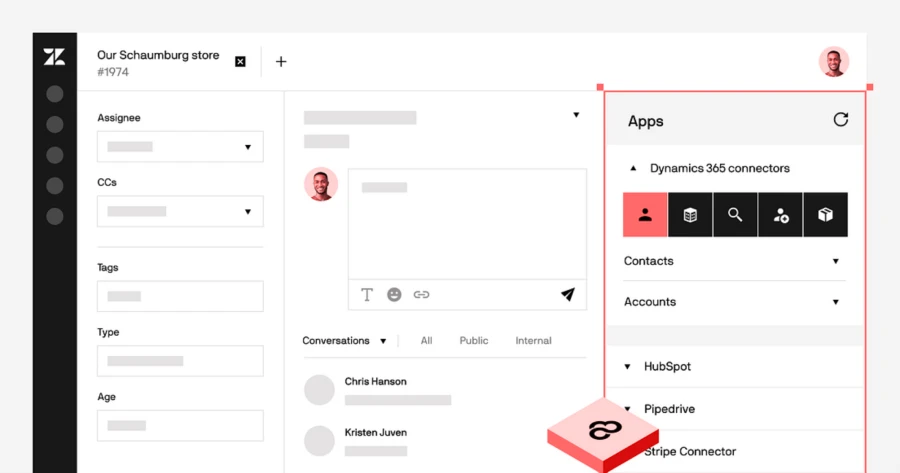 Our Schaumburg store
#1974
Assignee
CCs
Tags
Type
Age
Conversations
All
Public
Internal
Chris Hanson
Kristen Juven
Apps
Dynamics 365 connectors
Contacts
Accounts
HubSpot
Pipedrive
Stripe Connector